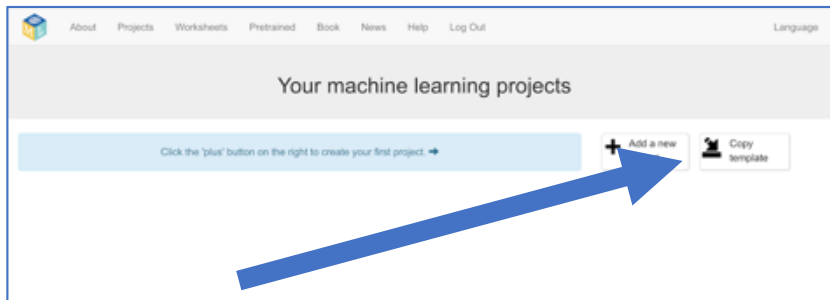 About Projects Worksheets Pretrained Book News Help Log Out Language
Your machine learning projects
Click the 'plus' button on the right to create your first project. ➡
Add a new
Copy
template